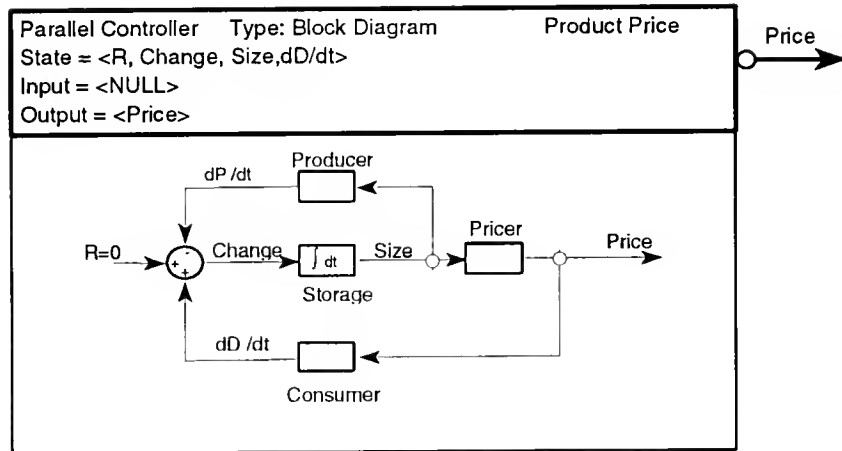 Parallel Controller Type: Block Diagram Product Price
State = <R, Change, Size,dD/dt>
Input = <NULL>
Output = <Price>
Price
Producer
dP/dt
Pricer
R=0
-
+
+
Change
∫ dt
Size
Price
Storage
dD/dt
Consumer